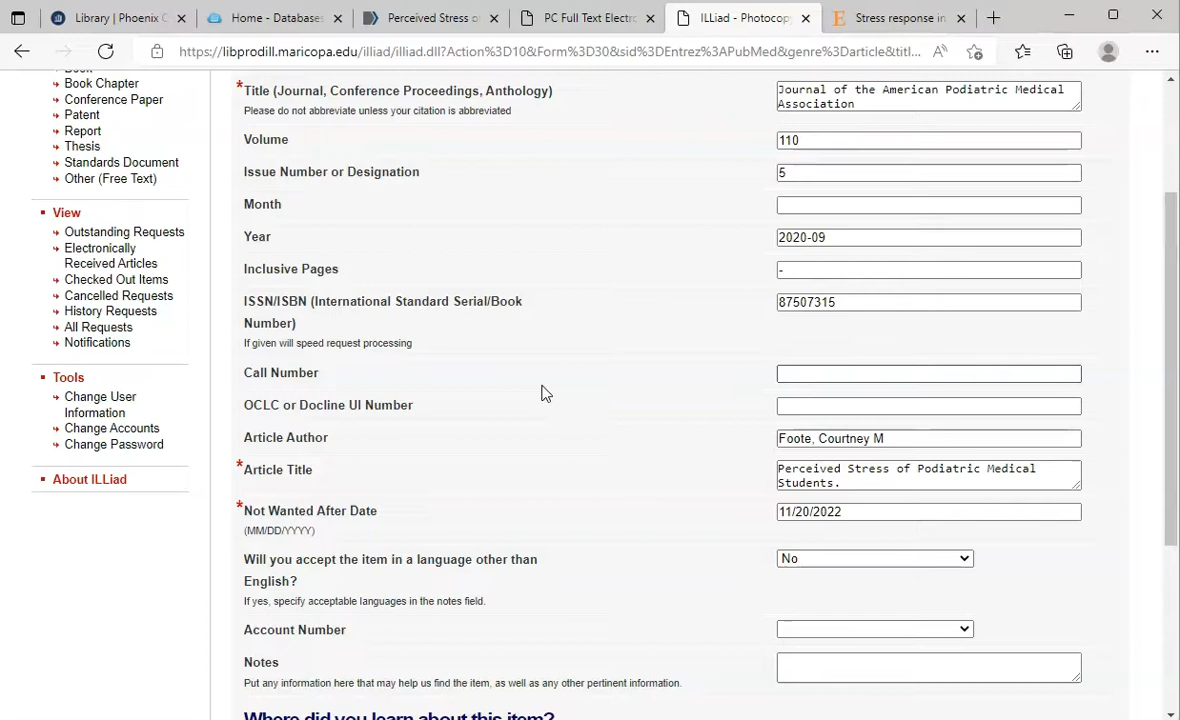 Library | Phoenix C
Home - Databases
Perceived Stress o
PC Full Text Electr
ILLiad - Photocop
Stress response in
https://libprodill.maricopa.edu/illiad/illiad.dll?Action%3D10&Form%3D30&sid%3DEntrez%3APubMed&genre%3Darticle&titl...
Book Chapter
Conference Paper
Patent
Report
Thesis
Standards Document
Other (Free Text)
View
Outstanding Requests
Electronically
Received Articles
Checked Out Items
Cancelled Requests
History Requests
All Requests
Notifications
Tools
Change User
Information
Change Accounts
Change Password
About ILLiad
*Title (Journal, Conference Proceedings, Anthology)
Please do not abbreviate unless your citation is abbreviated
Journal of the American Podiatric Medical
Association
Volume
110
Issue Number or Designation
5
Month
Year
2020-09
Inclusive Pages
-
ISSN/ISBN (International Standard Serial/Book
Number)
If given will speed request processing
87507315
Call Number
OCLC or Docline UI Number
Article Author
Foote, Courtney M
*Article Title
Perceived Stress of Podiatric Medical
Students.
*Not Wanted After Date
(MM/DD/YYYY)
11/20/2022
Will you accept the item in a language other than
English?
If yes, specify acceptable languages in the notes field.
No
Account Number
Notes
Put any information here that may help us find the item, as well as any other pertinent information.
Where did you learn about this item?